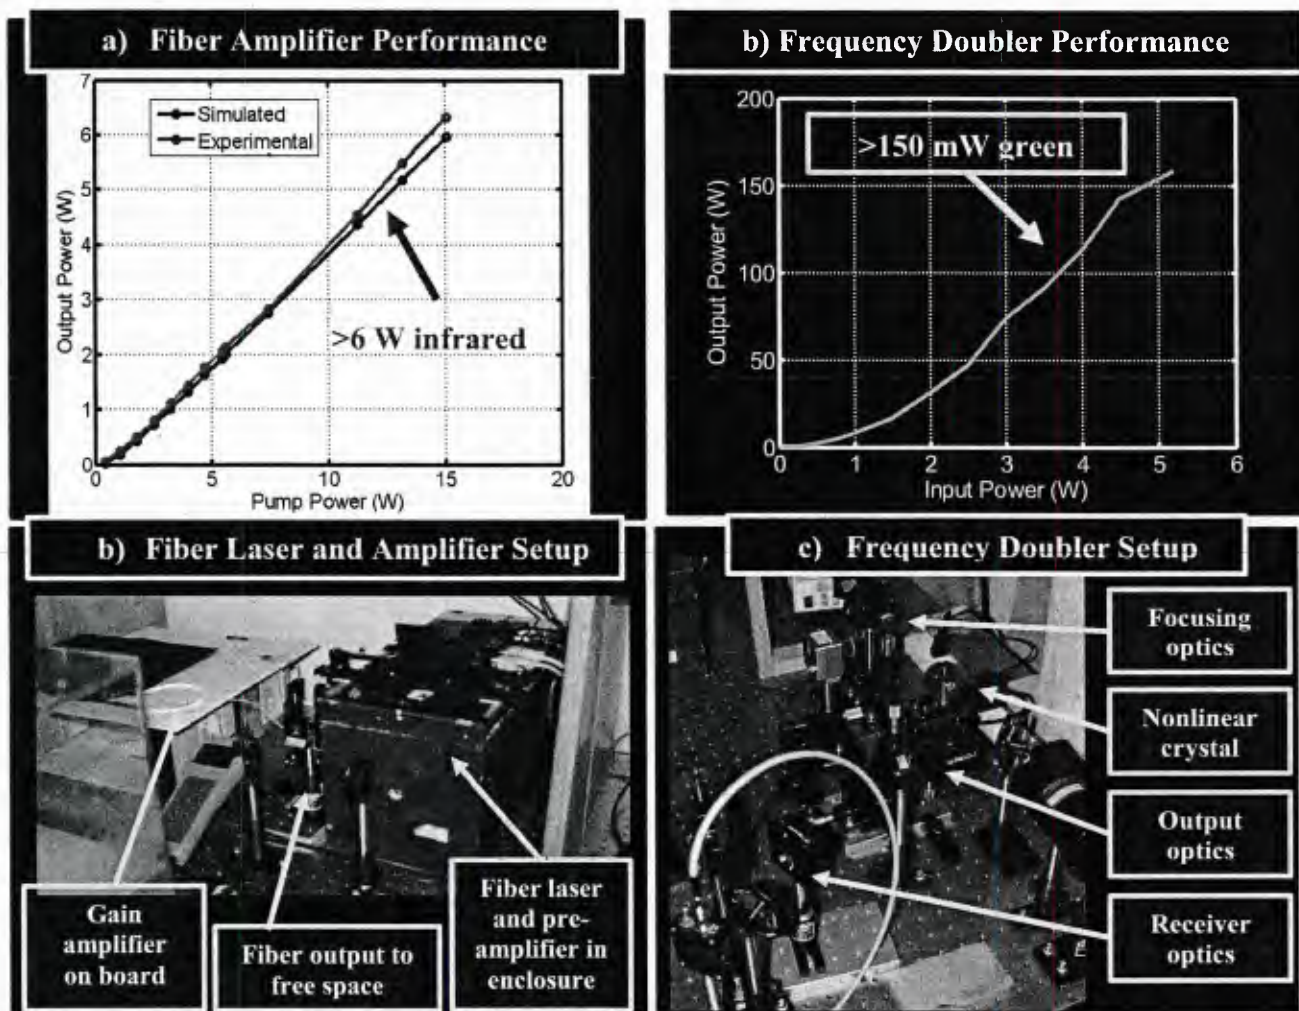 a) Fiber Amplifier Performance
7
6
5
4
3
2
1
0
Output Power (W)
Simulated
Experimental
>6 W infrared
0
5
10
15
20
Pump Power (W)
b) Frequency Doubler Performance
200
150
100
50
0
Output Power (W)
>150 mW green
0
1
2
3
4
5
6
Input Power (W)
b) Fiber Laser and Amplifier Setup
Gain
amplifier
on board
Fiber output to
free space
Fiber laser
and pre-
amplifier in
enclosure
c) Frequency Doubler Setup
Focusing
optics
Nonlinear
crystal
Output
optics
Receiver
optics